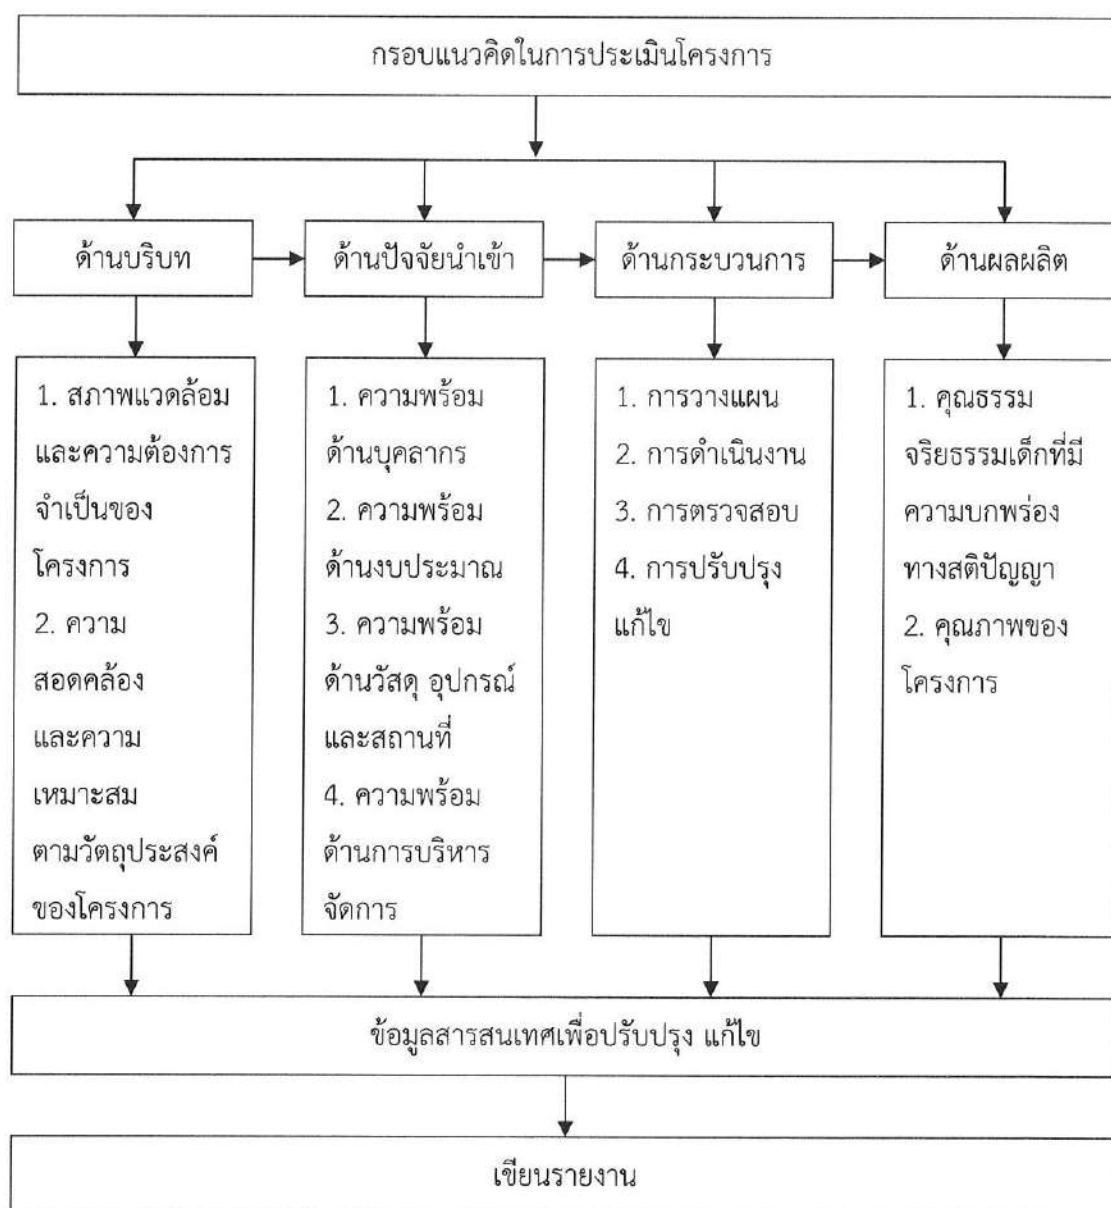 กรอบแนวคิดในการประเมินโครงการ
ด้านบริบท
ด้านปัจจัยนำเข้า
ด้านกระบวนการ
ด้านผลผลิต
1. สภาพแวดล้อม
และความต้องการ
จำเป็นของ
โครงการ
2. ความ
สอดคล้อง
และความ
เหมาะสม
ตามวัตถุประสงค์
ของโครงการ
1. ความพร้อม
ด้านบุคลากร
2. ความพร้อม
ด้านงบประมาณ
3. ความพร้อม
ด้านวัสดุ อุปกรณ์
และสถานที่
4. ความพร้อม
ด้านการบริหาร
จัดการ
1. การวางแผน
2. การดำเนินงาน
3. การตรวจสอบ
4. การปรับปรุง
แก้ไข
1. คุณธรรม
จริยธรรมเด็กที่มี
ความบกพร่อง
ทางสติปัญญา
2. คุณภาพของ
โครงการ
ข้อมูลสารสนเทศเพื่อปรับปรุง แก้ไข
เขียนรายงาน